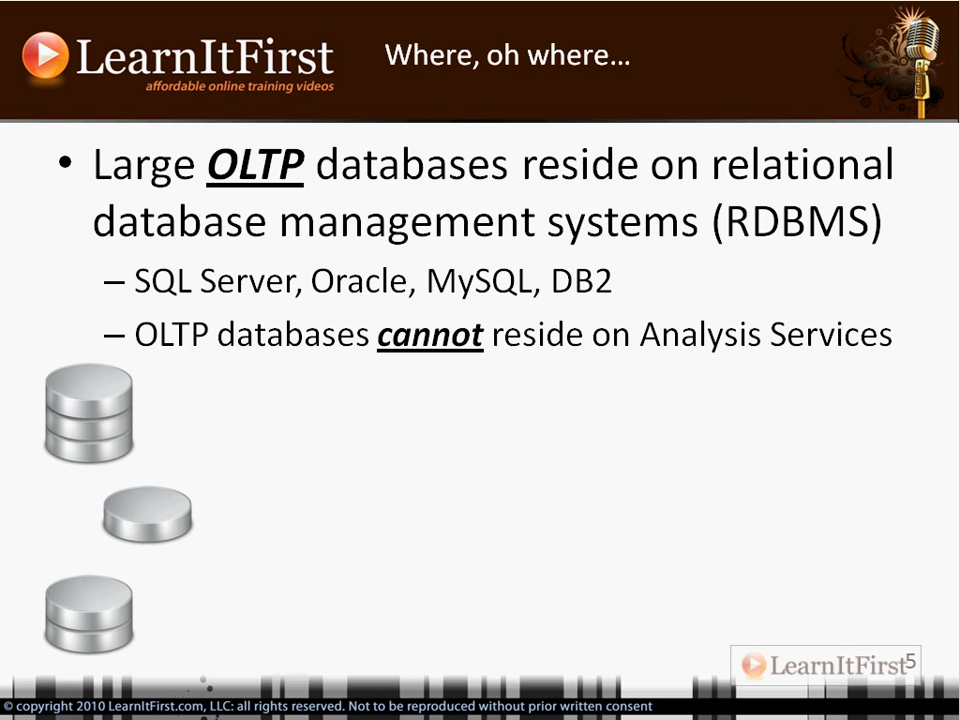 LearnItFirst
affordable online training videos
Where, oh where...
• Large OLTP databases reside on relational
database management systems (RDBMS)
– SQL Server, Oracle, MySQL, DB2
– OLTP databases cannot reside on Analysis Services
LearnItFirst
5
© copyright 2010 LearnItFirst.com, LLC: all rights reserved. Not to be reproduced without prior written consent